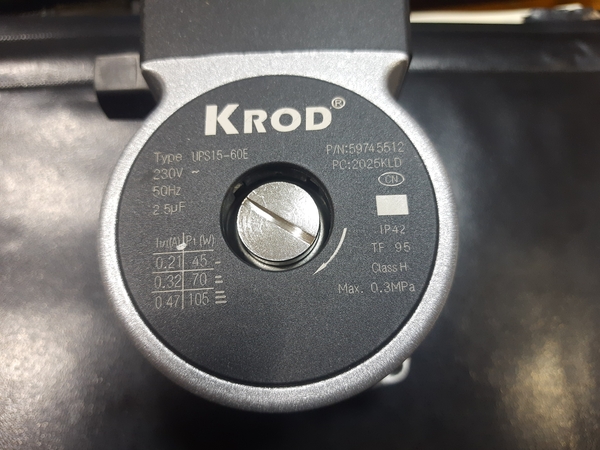 KROD®
Type UPS15-60E
230V ~
50Hz
2.5µF
P/N:59745512
PC:2025KLD
CN
IP42
TF 95
Class H
Max. 0.3MPa
In(A) P1 (W)
0.21 45
0.32 70
0.47 105